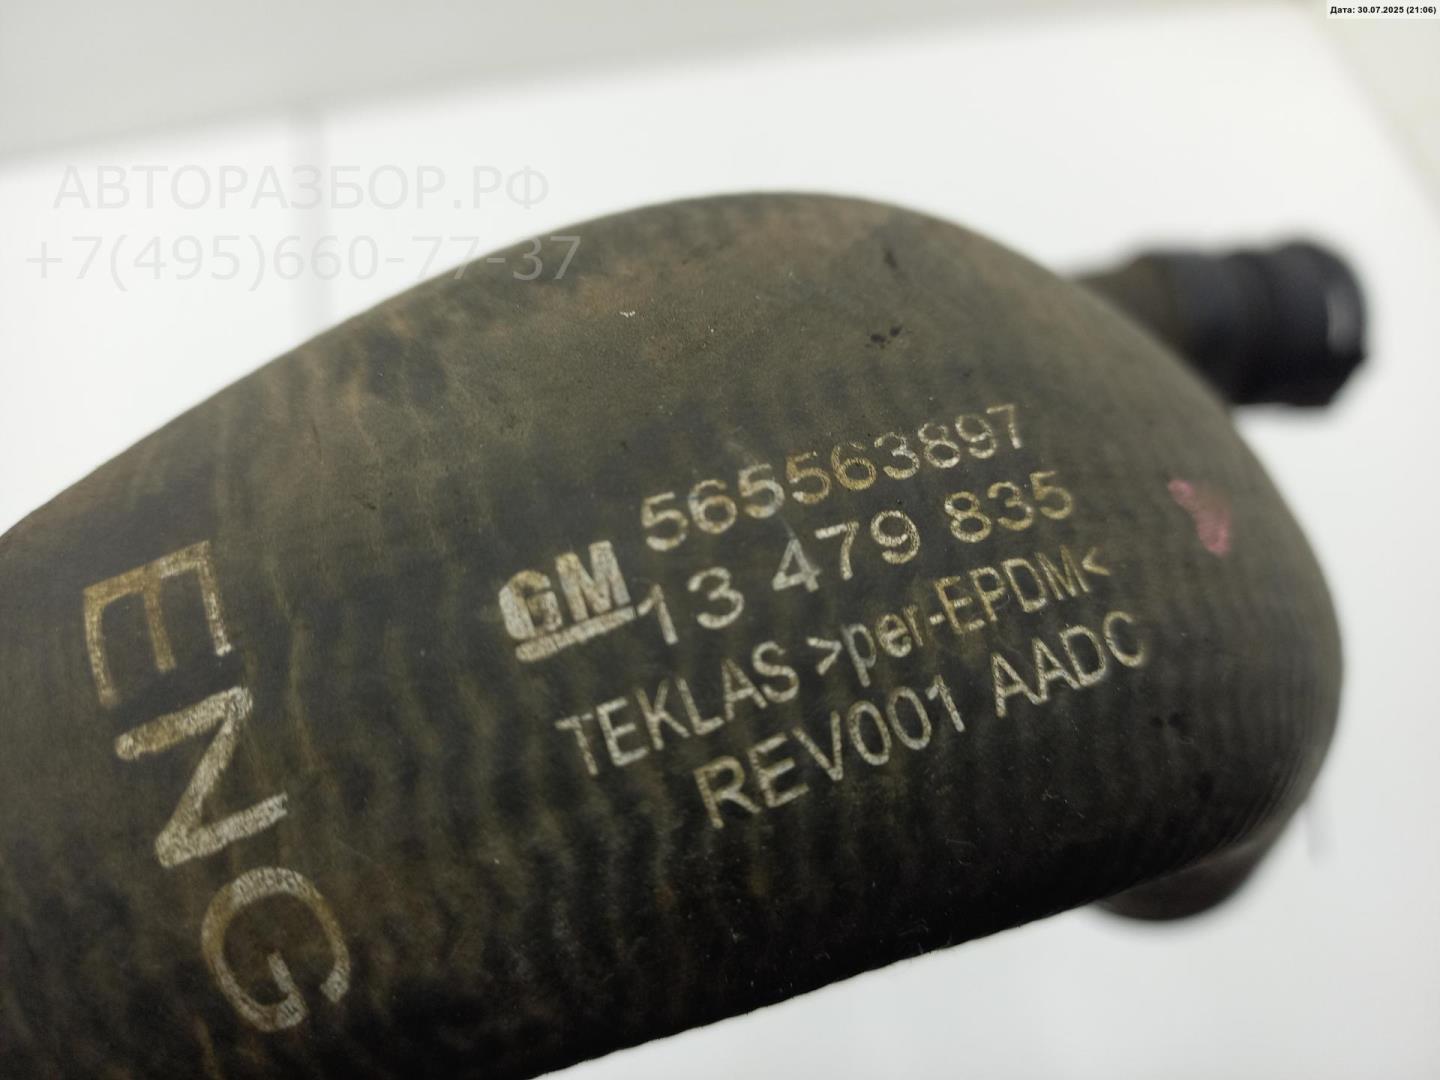 Дата: 30.07.2025 (21:06)
АВТОРАЗБОР.РФ
+7(495)660-77-37
565563897
GM 13 479 835
TEKLAS >per-EPDM<
REV001 AADC
ENG